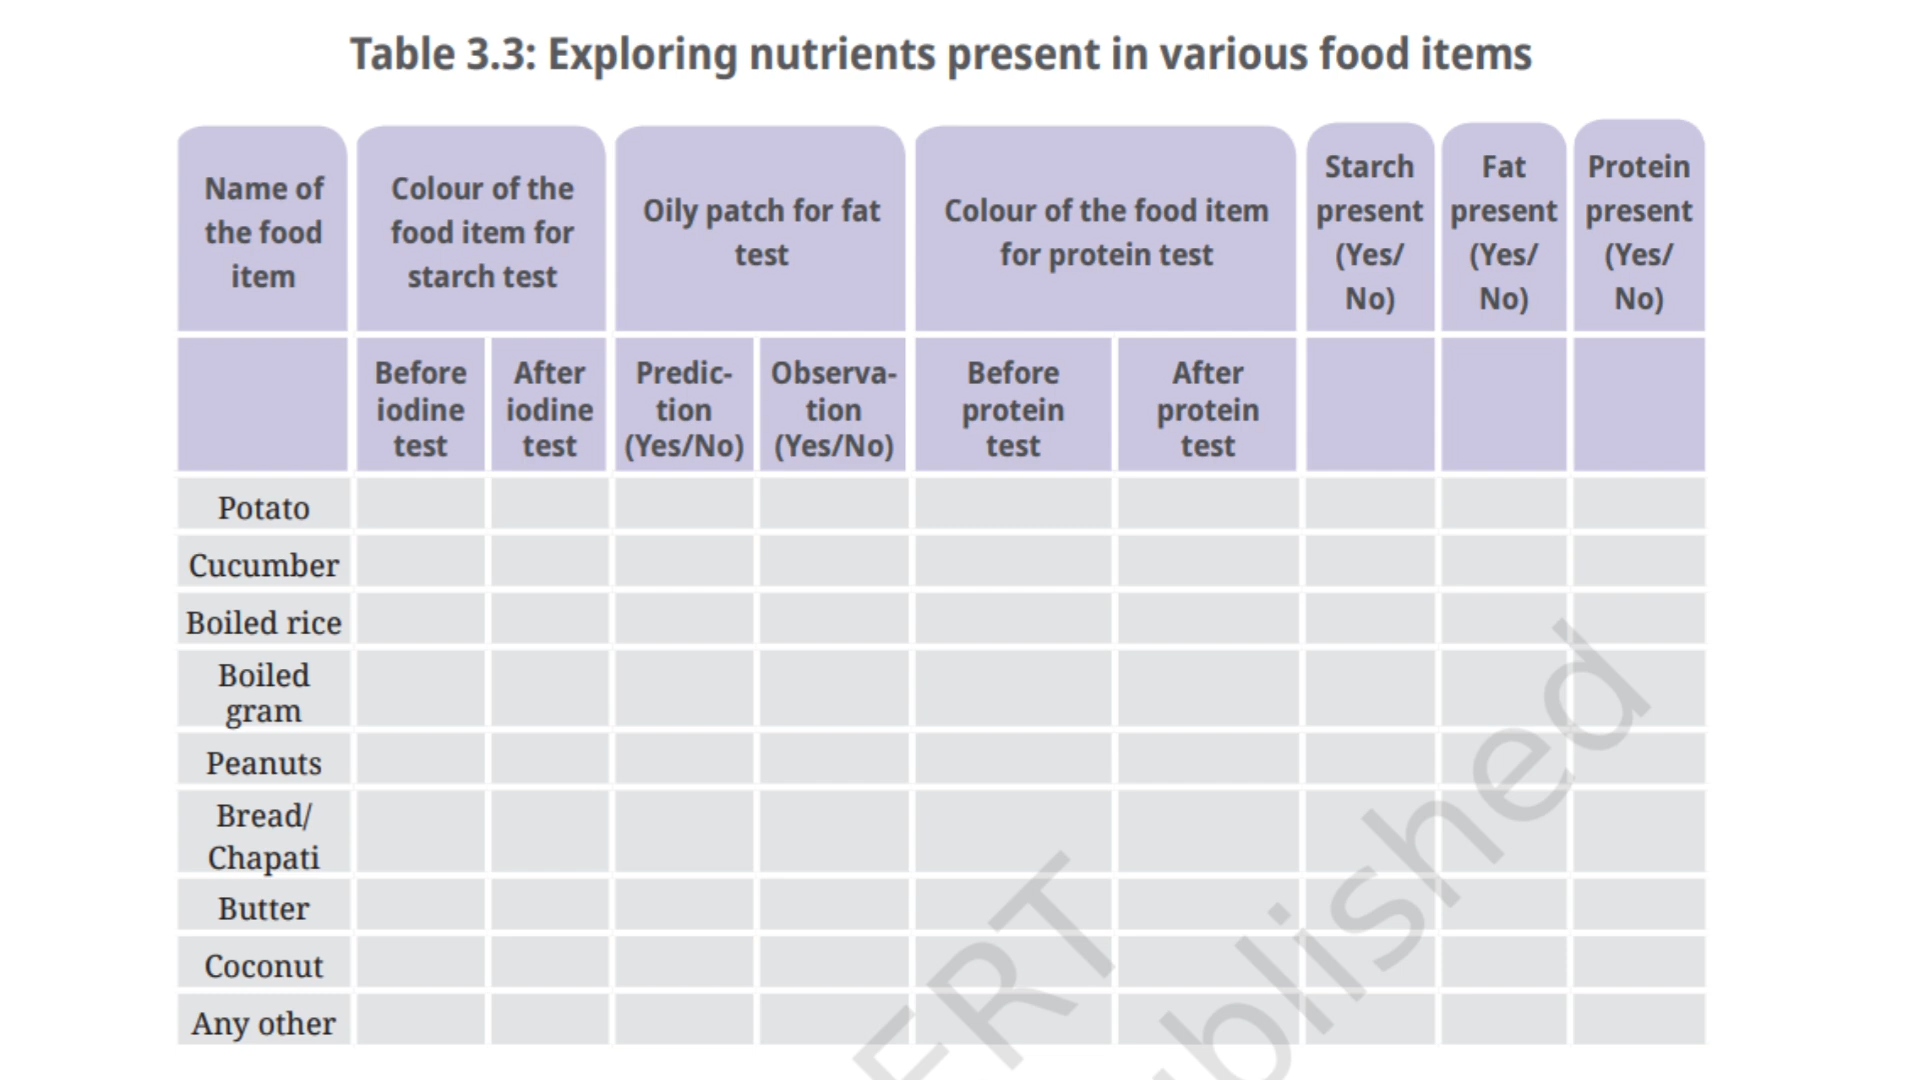 Table 3.3: Exploring nutrients present in various food items
Name of
the food
item
Colour of the
food item for
starch test
Oily patch for fat
test
Colour of the food item
for protein test
Starch
present
(Yes/
No)
Fat
present
(Yes/
No)
Protein
present
(Yes/
No)
Before
iodine
test
After
iodine
test
Predic-
tion
(Yes/No)
Observa-
tion
(Yes/No)
Before
protein
test
After
protein
test
Potato
Cucumber
Boiled rice
Boiled
gram
Peanuts
Bread/
Chapati
Butter
Coconut
Any other
ERT
blished